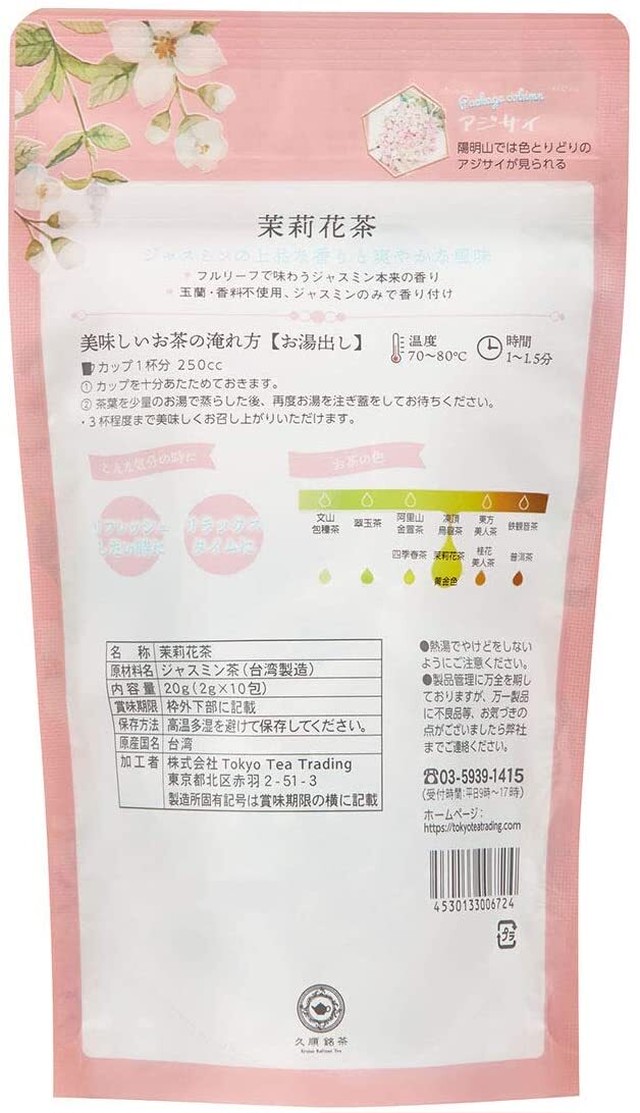 Package column
アジサイ
陽明山では色とりどりの
アジサイが見られる
茉莉花茶
ジャスミンの上品な香りと爽やかな風味
* フルリーフで味わうジャスミン本来の香り
* 玉蘭・香料不使用、ジャスミンのみで香り付け
美味しいお茶の淹れ方【お湯出し】
温度
70〜80℃
時間
1〜1.5分
カップ1杯分 250cc
① カップを十分あたためておきます。
② 茶葉を少量のお湯で蒸らした後、再度お湯を注ぎ蓋をしてお待ちください。
・3杯程度まで美味しくお召し上がりいただけます。
こんな気分の時に
リフレッシュ
したい時に
リラックス
タイムに
お茶の色
文山
包種茶
翠玉茶
阿里山
金萱茶
凍頂
烏龍茶
東方
美人茶
鉄観音茶
四季春茶
茉莉花茶
桂花
美人茶
普洱茶
黄金色
名 称 茉莉花茶
原材料名 ジャスミン茶(台湾製造)
内容量 20g(2g×10包)
賞味期限 枠外下部に記載
保存方法 高温多湿を避けて保存してください。
原産国名 台湾
加工者 株式会社 Tokyo Tea Trading
東京都北区赤羽 2-51-3
製造所固有記号は賞味期限の横に記載
●熱湯でやけどをしない
ようにご注意ください。
●製品管理に万全を期し
ておりますが、万一製品
に不良品等、お気づきの
点がございましたら弊社
までご連絡ください。
☎03-5939-1415
(受付時間:平日9時〜17時)
ホームページ:
https://tokyoteatrading.com
4530133006724
プラ
久順銘茶